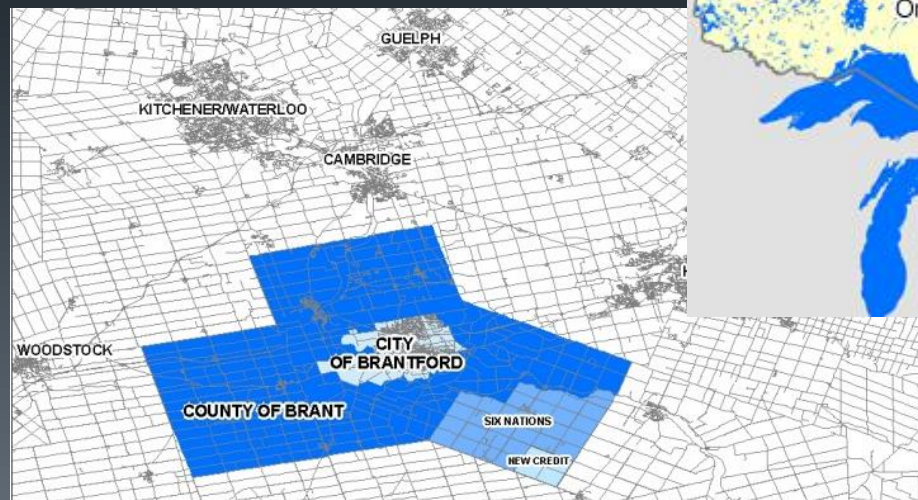 GUELPH
KITCHENER/WATERLOO
CAMBRIDGE
WOODSTOCK
CITY
OF BRANTFORD
COUNTY OF BRANT
SIX NATIONS
NEW CREDIT